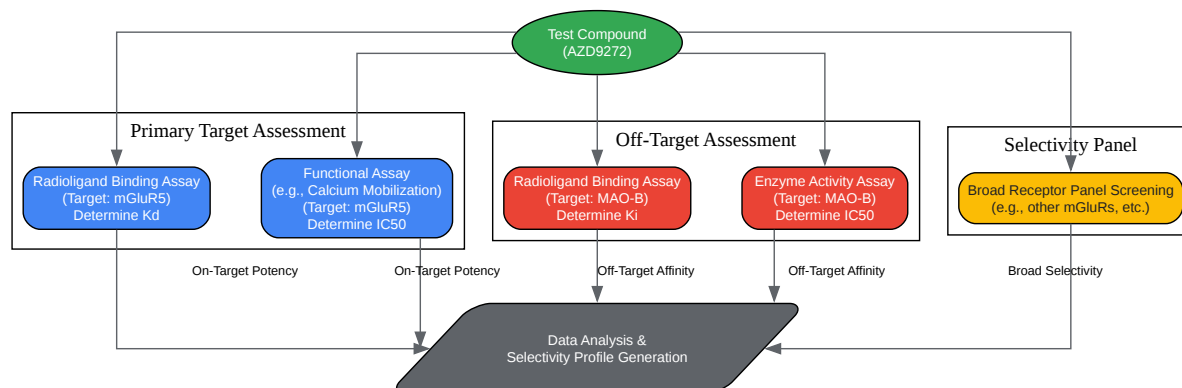 Test Compound
(AZD9272)
Primary Target Assessment
Radioligand Binding Assay
(Target: mGluR5)
Determine Kd
Functional Assay
(e.g., Calcium Mobilization)
(Target: mGluR5)
Determine IC50
Off-Target Assessment
Radioligand Binding Assay
(Target: MAO-B)
Determine Ki
Enzyme Activity Assay
(Target: MAO-B)
Determine IC50
Selectivity Panel
Broad Receptor Panel Screening
(e.g., other mGluRs, etc.)
On-Target Potency
On-Target Potency
Off-Target Affinity
Off-Target Affinity
Broad Selectivity
Data Analysis &
Selectivity Profile Generation